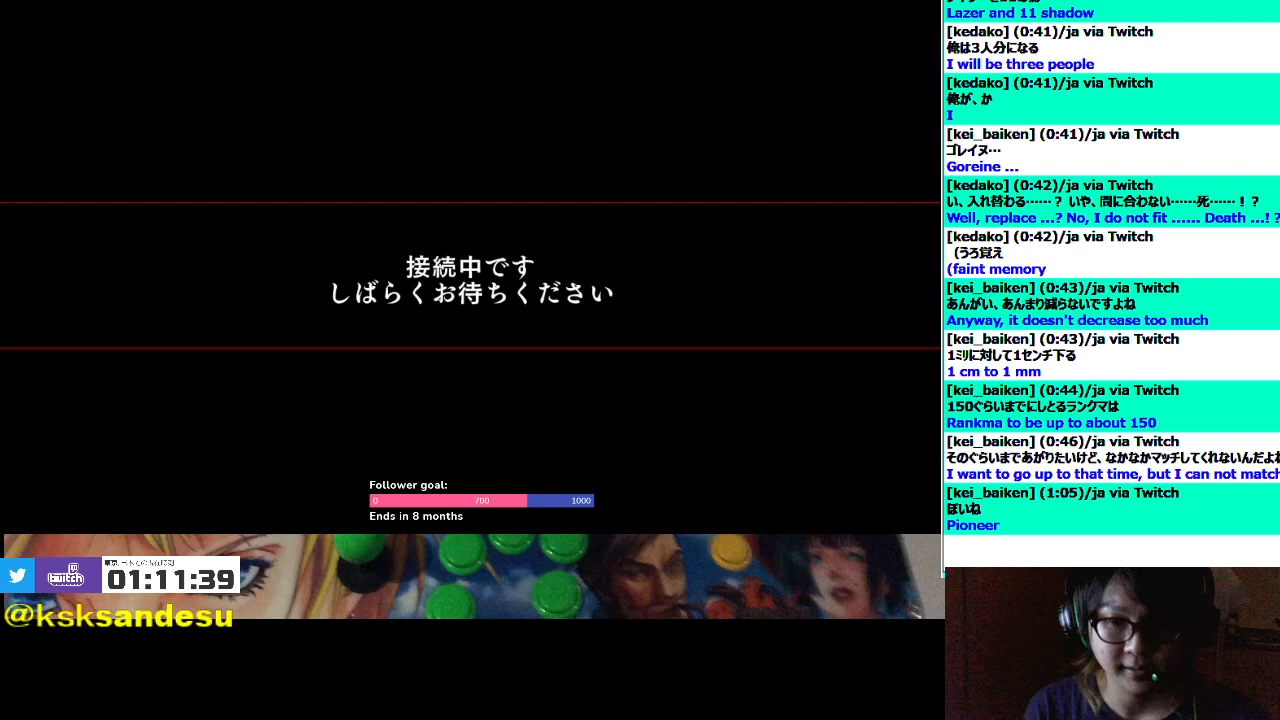 接続中です
しばらくお待ちください
Follower goal:
0 700 1000
Ends in 8 months
twitch
01:11:39
@ksksandesu
Lazer and 11 shadow
[kedako] (0:41)/ja via Twitch
俺は3人分になる
I will be three people
[kedako] (0:41)/ja via Twitch
俺が、か
I
[kei_baiken] (0:41)/ja via Twitch
ゴレイヌ…
Goreine ...
[kedako] (0:42)/ja via Twitch
い、入れ替わる……？ いや、間に合わない……死……！？
Well, replace ...? No, I do not fit ...... Death ...! ?
[kedako] (0:42)/ja via Twitch
（うろ覚え
(faint memory
[kei_baiken] (0:43)/ja via Twitch
あんがい、あんまり減らないですよね
Anyway, it doesn't decrease too much
[kei_baiken] (0:43)/ja via Twitch
1ﾐﾘに対して1センチ下る
1 cm to 1 mm
[kei_baiken] (0:44)/ja via Twitch
150ぐらいまでにしとるランクマは
Rankma to be up to about 150
[kei_baiken] (0:46)/ja via Twitch
そのぐらいまであがりたいけど、なかなかマッチしてくれないんだよね
I want to go up to that time, but I can not match
[kei_baiken] (1:05)/ja via Twitch
ぽいね
Pioneer